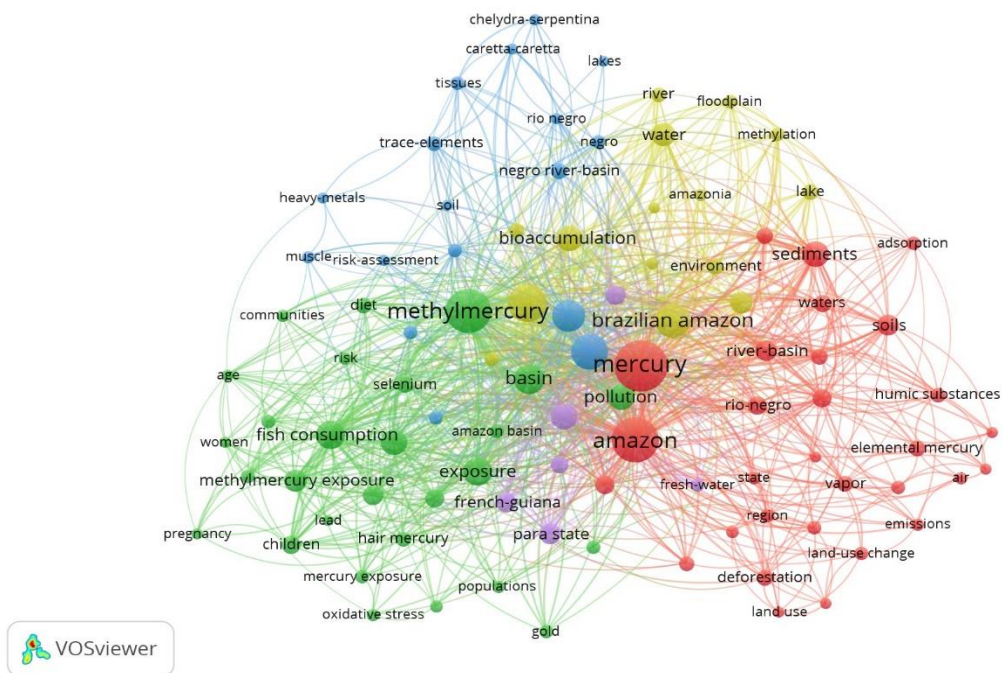 chelydra-serpentina
caretta-caretta
lakes
tissues
river
floodplain
rio negro
trace-elements
negro
water
methylation
negro river-basin
heavy-metals
soil
amazonia
lake
bioaccumulation
adsorption
muscle
risk-assessment
environment
sediments
diet
methylmercury
waters
communities
brazilian amazon
soils
risk
mercury
river-basin
age
selenium
basin
pollution
humic substances
rio-negro
women
fish consumption
amazon basin
amazon
elemental mercury
methylmercury exposure
exposure
fresh-water
state
vapor
air
french-guiana
pregnancy
lead
children
hair mercury
para state
region
emissions
land-use change
mercury exposure
populations
deforestation
oxidative stress
gold
land use
VOSviewer